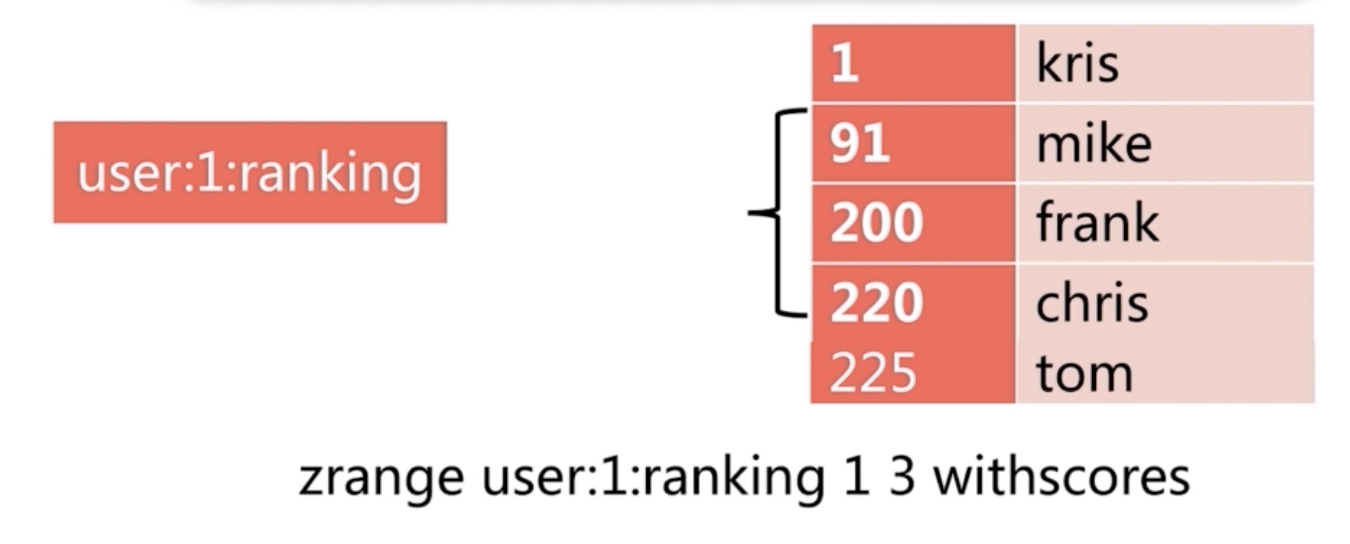 user:1:ranking
1 kris
91 mike
200 frank
220 chris
225 tom
zrange user:1:ranking 1 3 withscores